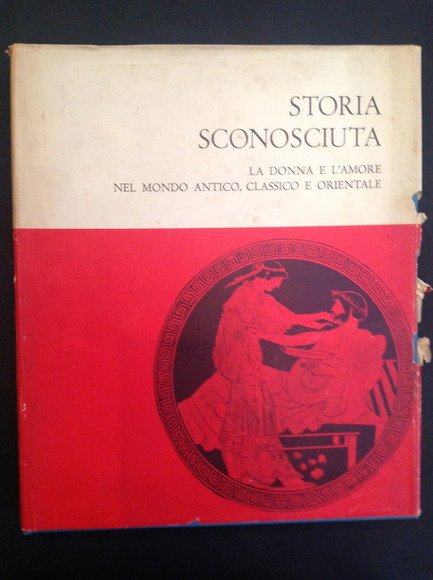 STORIA
SCONOSCIUTA
LA DONNA E L'AMORE
NEL MONDO ANTICO, CLASSICO E ORIENTALE